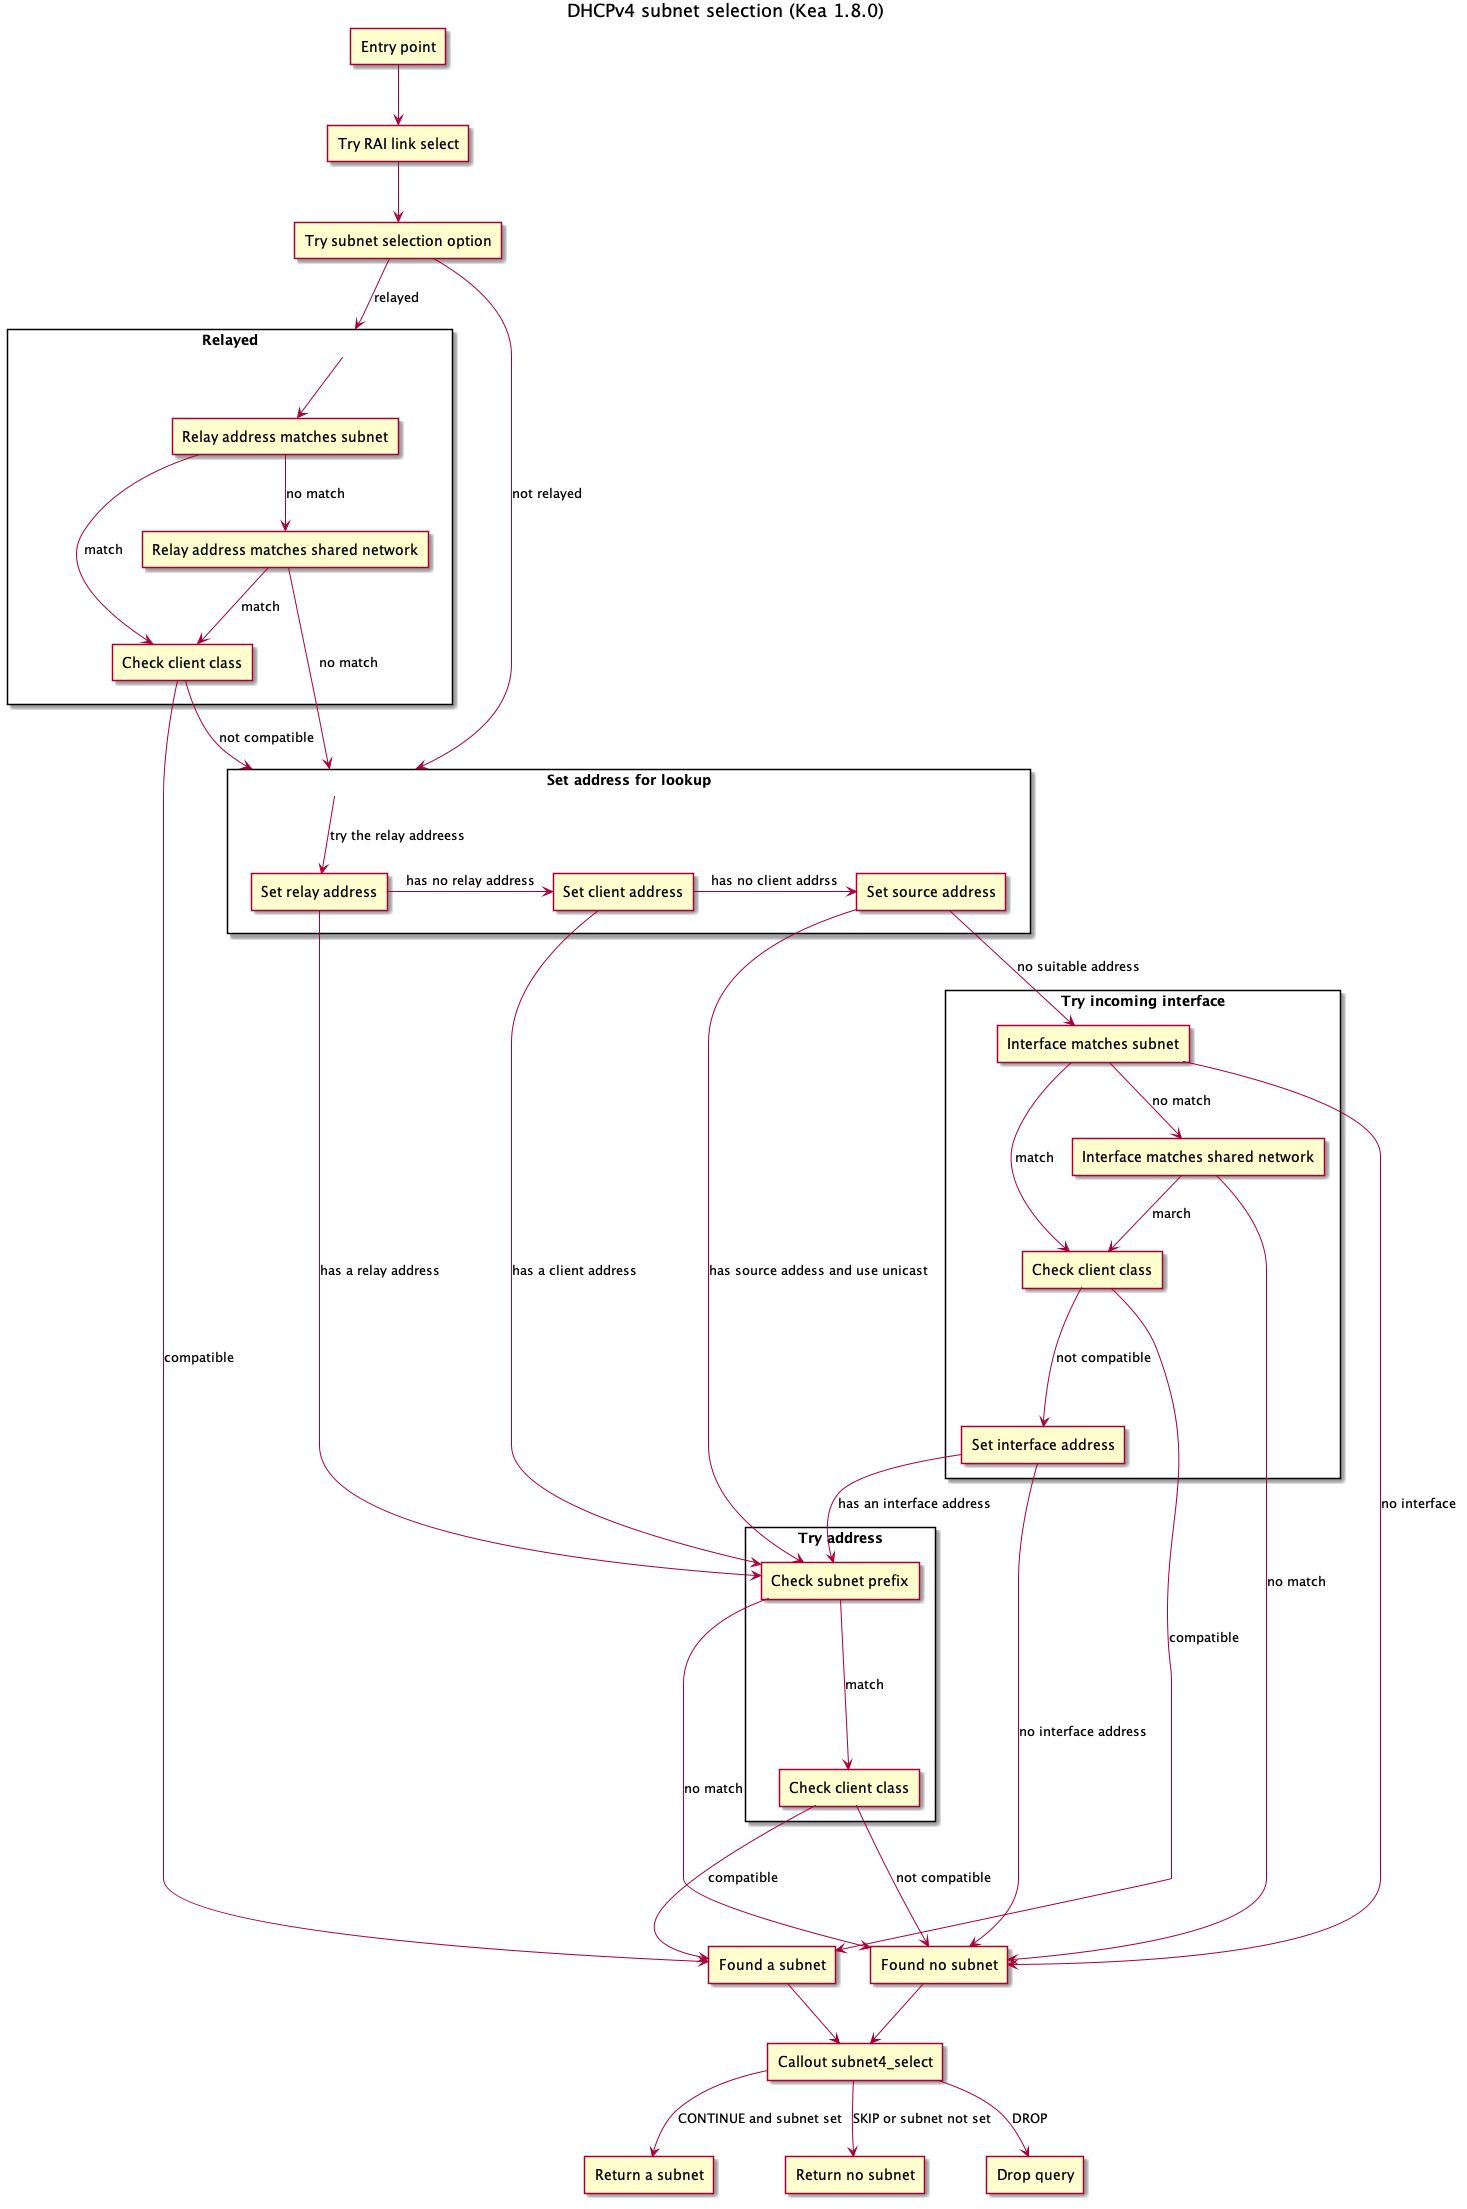 DHCPv4 subnet selection (Kea 1.8.0)
Entry point
Try RAI link select
Try subnet selection option
relayed
Relayed
Relay address matches subnet
no match
not relayed
match
Relay address matches shared network
match
Check client class
no match
not compatible
Set address for lookup
try the relay addreess
Set relay address
has no relay address
Set client address
has no client addrss
Set source address
no suitable address
Try incoming interface
Interface matches subnet
no match
match
Interface matches shared network
march
Check client class
has a relay address
has a client address
has source addess and use unicast
compatible
not compatible
Set interface address
has an interface address
no interface
Try address
Check subnet prefix
no match
compatible
match
no interface address
no match
Check client class
compatible
not compatible
Found a subnet
Found no subnet
Callout subnet4_select
CONTINUE and subnet set
SKIP or subnet not set
DROP
Return a subnet
Return no subnet
Drop query